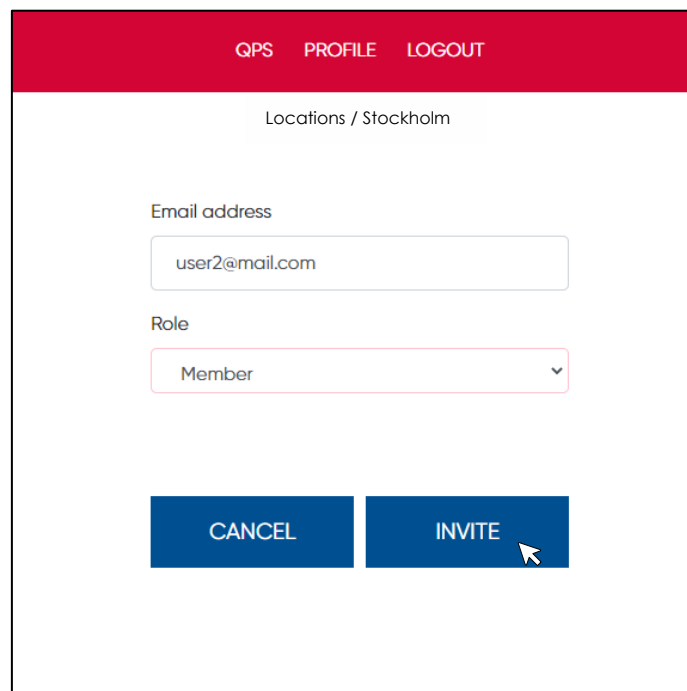 QPS PROFILE LOGOUT
Locations / Stockholm
Email address
user2@mail.com
Role
Member
CANCEL INVITE